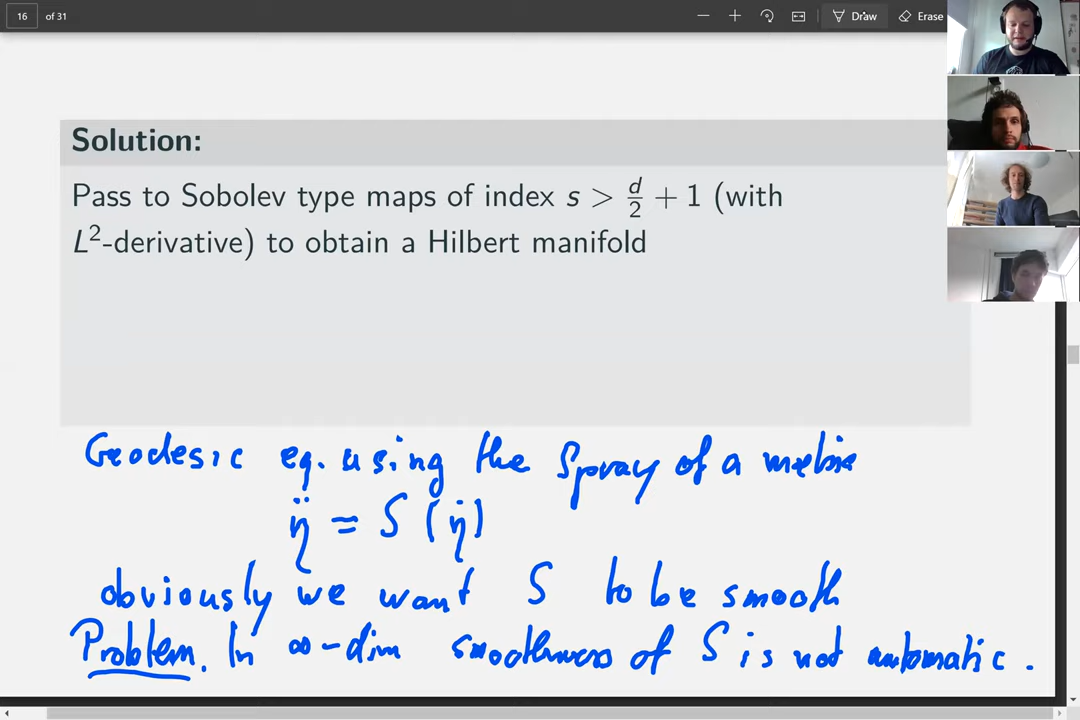 16 of 31
Draw
Erase
Solution:
Pass to Sobolev type maps of index s > d/2 + 1 (with
L²-derivative) to obtain a Hilbert manifold
Geodesic eq. using the Spray of a metric
η̈ = S(η̇)
obviously we want S to be smooth
Problem. In ∞-dim smoothness of S is not automatic.